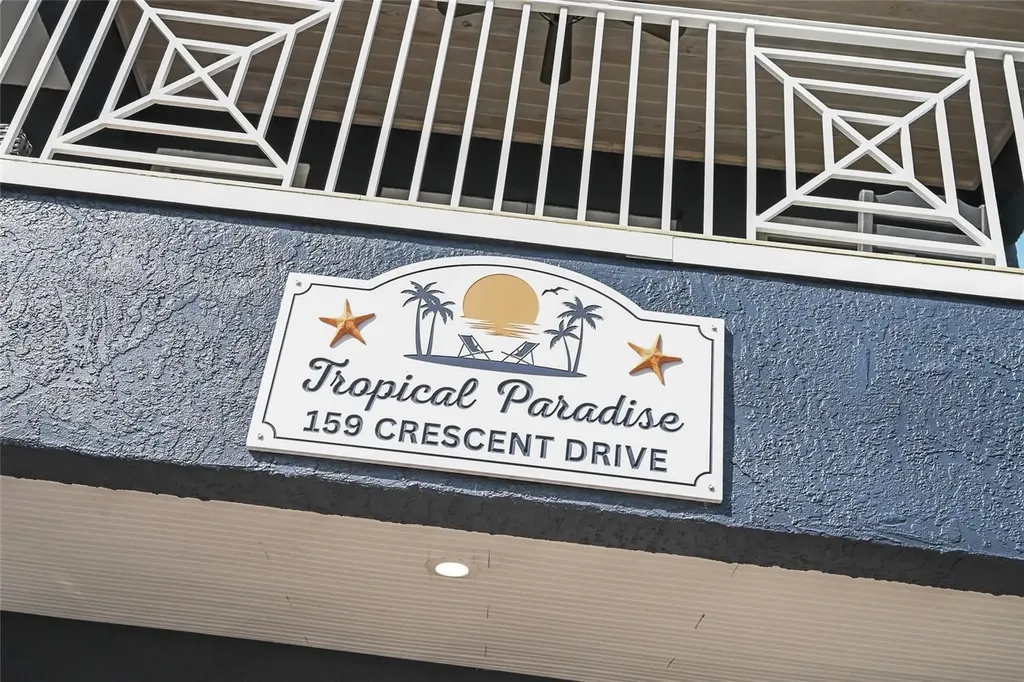 Tropical Paradise
159 CRESCENT DRIVE